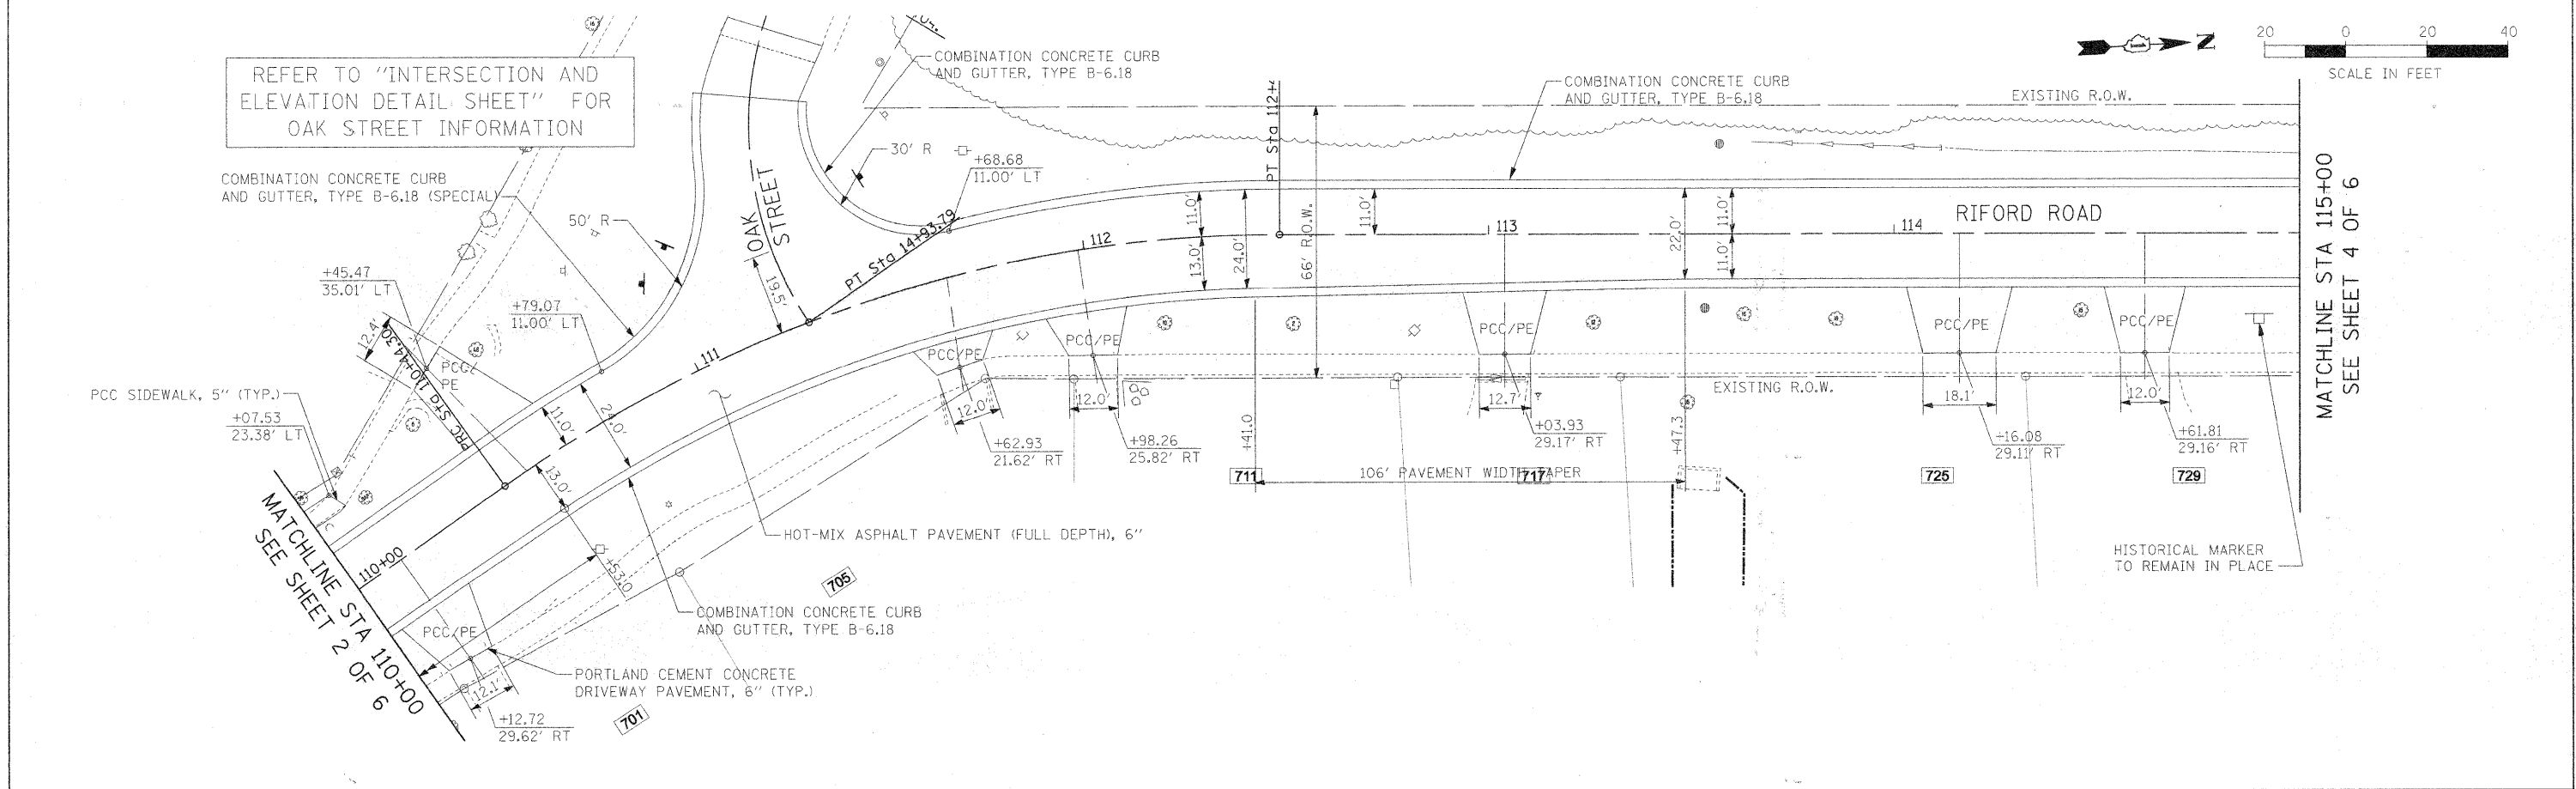 REFER TO "INTERSECTION AND
ELEVATION DETAIL SHEET" FOR
OAK STREET INFORMATION
COMBINATION CONCRETE CURB
AND GUTTER, TYPE B-6.18 (SPECIAL)
50' R
+45.47
35.01' LT
+79.07
11.00' LT
12.4'
PRC Sta 110+44.30
PCC/
PE
PCC SIDEWALK, 5" (TYP.)
+07.53
23.38' LT
MATCHLINE STA 110+00
SEE SHEET 2 OF 6
110+00
COMBINATION CONCRETE CURB
AND GUTTER, TYPE B-6.18
30' R
+68.68
11.00' LT
OAK
STREET
19.5'
PT Sta 14+93.79
111
112
11.0'
24.0'
13.0'
+53.0
HOT-MIX ASPHALT PAVEMENT (FULL DEPTH), 6"
705
COMBINATION CONCRETE CURB
AND GUTTER, TYPE B-6.18
PCC/PE
PORTLAND CEMENT CONCRETE
DRIVEWAY PAVEMENT, 6" (TYP.)
12.1'
+12.72
29.62' RT
701
PCC/PE
12.0'
+62.93
21.62' RT
PCC/PE
12.0'
+98.26
25.82' RT
11.0'
13.0'
24.0'
PT Sta 112+4
66' R.O.W.
11.0'
113
COMBINATION CONCRETE CURB
AND GUTTER, TYPE B-6.18
EXISTING R.O.W.
22.0'
11.0'
11.0'
114
RIFORD ROAD
PCC/PE
12.7'
+03.93
29.17' RT
+41.0
+47.3
711
106' PAVEMENT WIDTH TAPER
717
EXISTING R.O.W.
PCC/PE
18.1'
+16.08
29.11' RT
725
PCC/PE
12.0'
+61.81
29.16' RT
729
HISTORICAL MARKER
TO REMAIN IN PLACE
MATCHLINE STA 115+00
SEE SHEET 4 OF 6
N
20 0 20 40
SCALE IN FEET